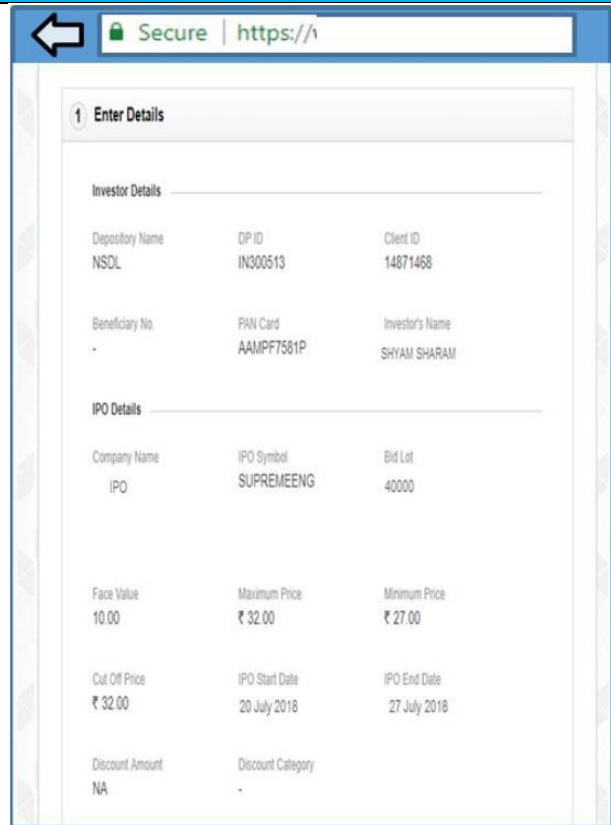 Secure | https://
1 Enter Details
Investor Details
Depository Name DP ID Client ID
NSDL IN300513 14871468
Beneficiary No. PAN Card Investor's Name
- AAMPF7581P SHYAM SHARAM
IPO Details
Company Name IPO Symbol Bid Lot
IPO SUPREMEENG 40000
Face Value Maximum Price Minimum Price
10.00 ₹ 32.00 ₹ 27.00
Cut Off Price IPO Start Date IPO End Date
₹ 32.00 20 July 2018 27 July 2018
Discount Amount Discount Category
NA -